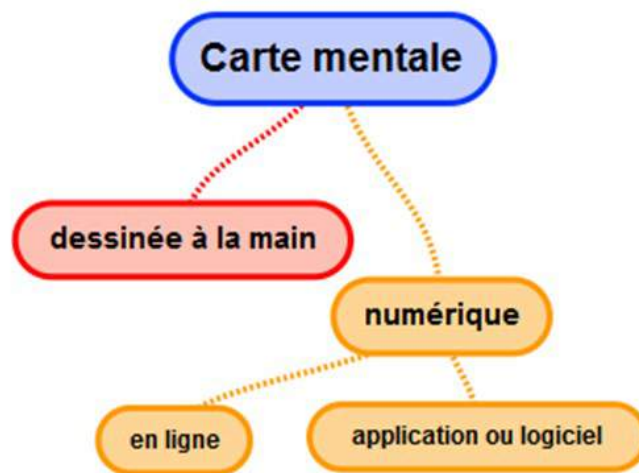 Carte mentale
dessinée à la main
numérique
en ligne
application ou logiciel